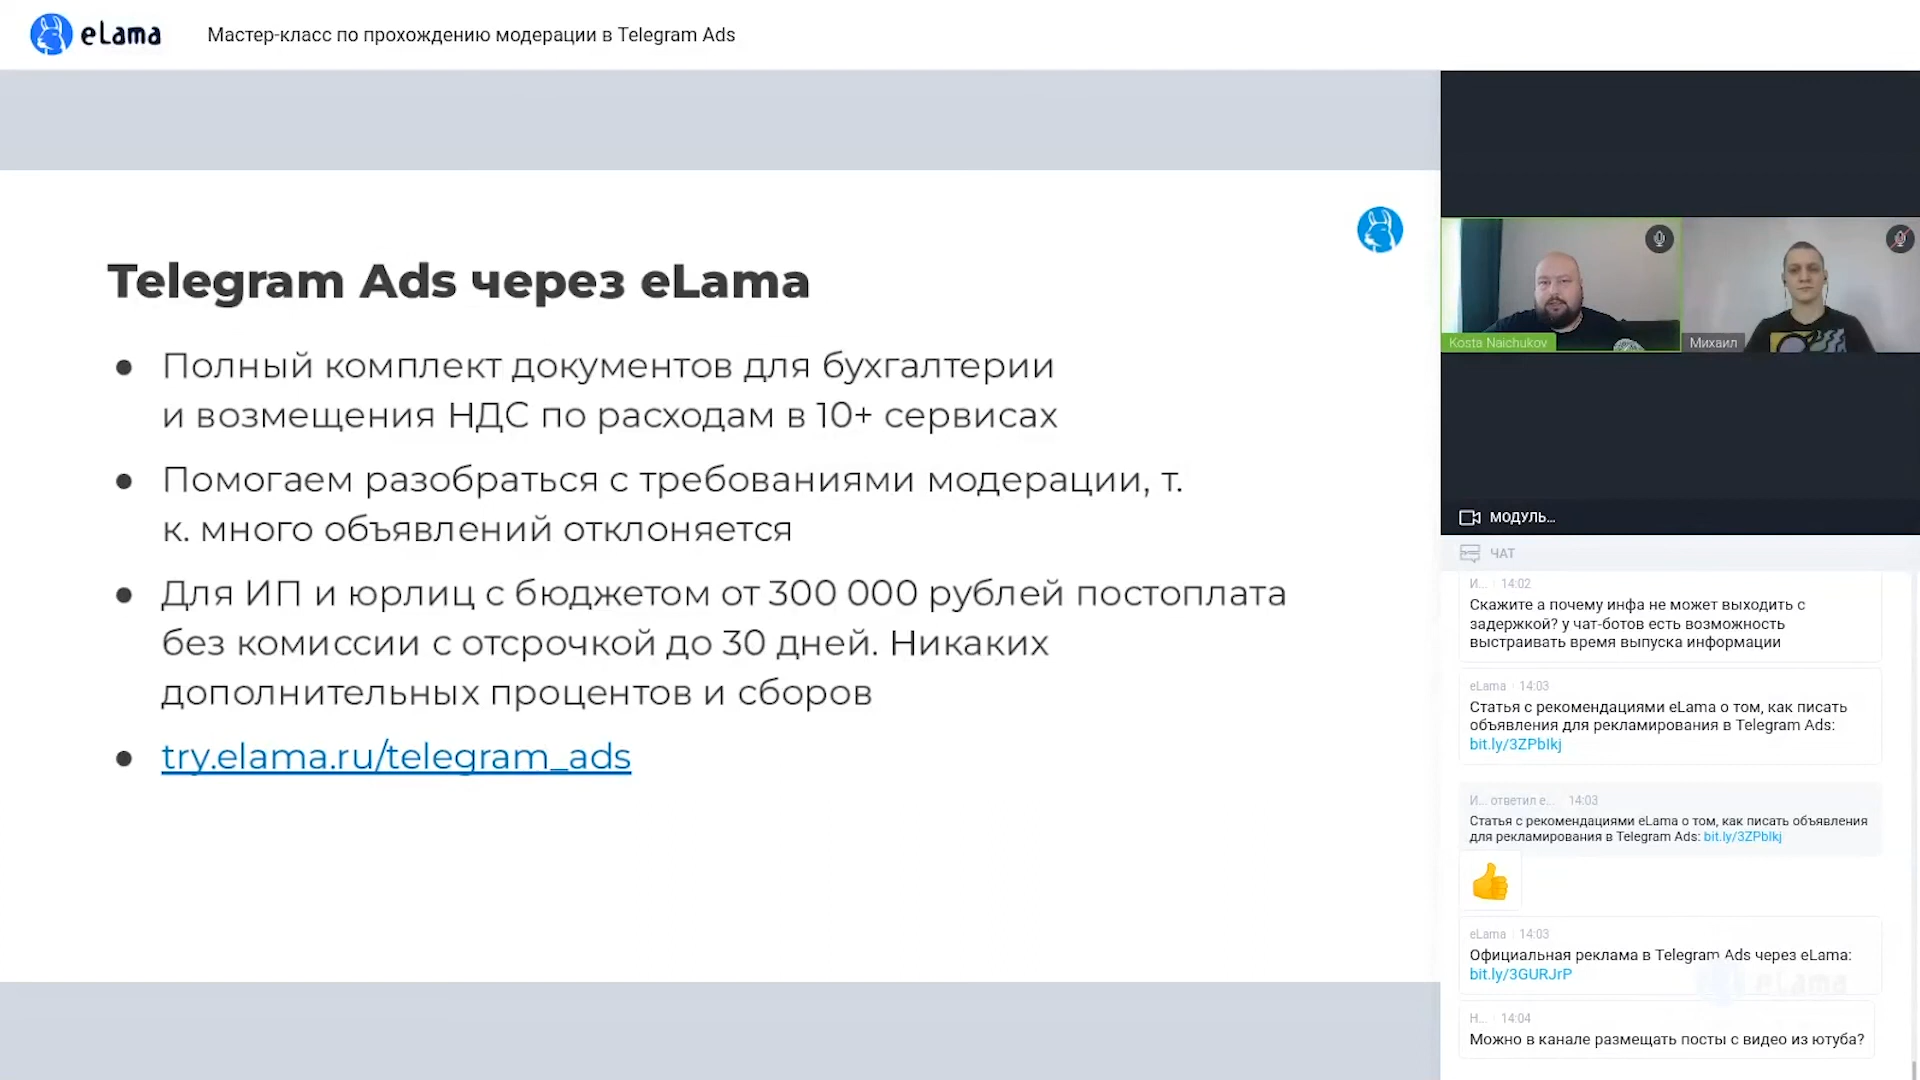 eLama
Мастер-класс по прохождению модерации в Telegram Ads
Telegram Ads через eLama
Полный комплект документов для бухгалтерии
и возмещения НДС по расходам в 10+ сервисах
Помогаем разобраться с требованиями модерации, т.
к. много объявлений отклоняется
Для ИП и юрлиц с бюджетом от 300 000 рублей постоплата
без комиссии с отсрочкой до 30 дней. Никаких
дополнительных процентов и сборов
try.elama.ru/telegram_ads
Kosta Naichukov
Михаил
МОДУЛЬ...
ЧАТ
И... 14:02
Скажите а почему инфа не может выходить с
задержкой? у чат-ботов есть возможность
выстраивать время выпуска информации
eLama 14:03
Статья с рекомендациями eLama о том, как писать
объявления для рекламирования в Telegram Ads:
bit.ly/3ZPbIkj
И... ответил е... 14:03
Статья с рекомендациями eLama о том, как писать объявления
для рекламирования в Telegram Ads: bit.ly/3ZPbIkj
eLama 14:03
Официальная реклама в Telegram Ads через eLama:
bit.ly/3GURJrP
eLama
Н... 14:04
Можно в канале размещать посты с видео из ютуба?